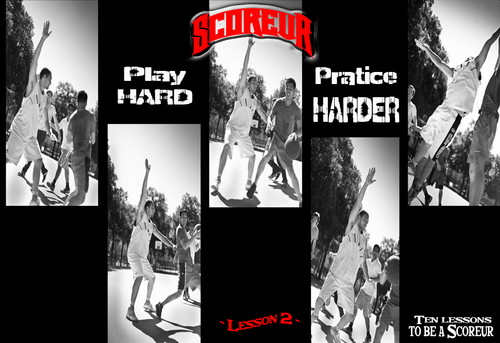 SCOREUR
Play
HARD
Pratice
HARDER
- Lesson 2 -
Ten lessons
to be a Scoreur